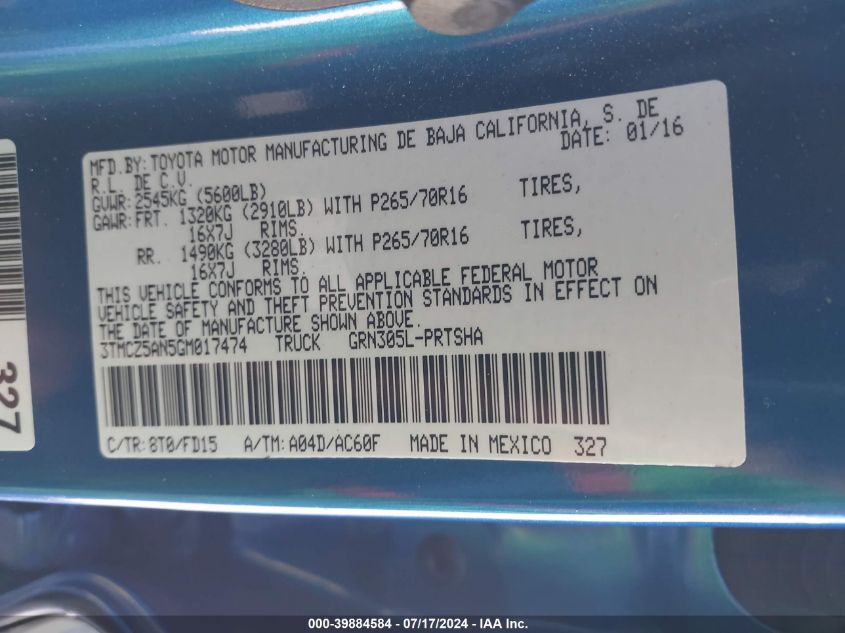 MFD.BY: TOYOTA MOTOR MANUFACTURING DE BAJA CALIFORNIA, S. DE
R.L. DE C.V. DATE: 01/16
GVWR: 2545KG (5600LB)
GAWR: FRT. 1320KG (2910LB) WITH P265/70R16 TIRES,
16X7J RIMS.
RR. 1490KG (3280LB) WITH P265/70R16 TIRES,
16X7J RIMS.
THIS VEHICLE CONFORMS TO ALL APPLICABLE FEDERAL MOTOR
VEHICLE SAFETY AND THEFT PREVENTION STANDARDS IN EFFECT ON
THE DATE OF MANUFACTURE SHOWN ABOVE.
3TMCZ5AN5GM017474 TRUCK GRN305L-PRTSHA
C/TR: 8T0/FD15 A/TM: A04D/AC60F MADE IN MEXICO 327
327
000-39884584 - 07/17/2024 - IAA Inc.